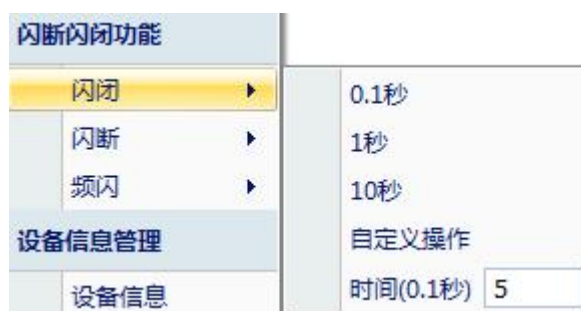 闪断闪闭功能
闪闭
闪断
频闪
设备信息管理
设备信息
0.1秒
1秒
10秒
自定义操作
时间(0.1秒) 5